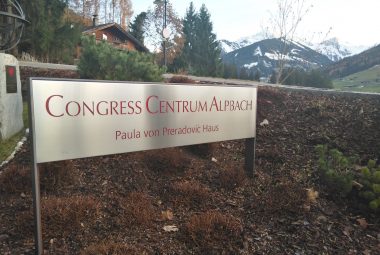 CONGRESS CENTRUM ALPBACH
Paula von Preradović Haus